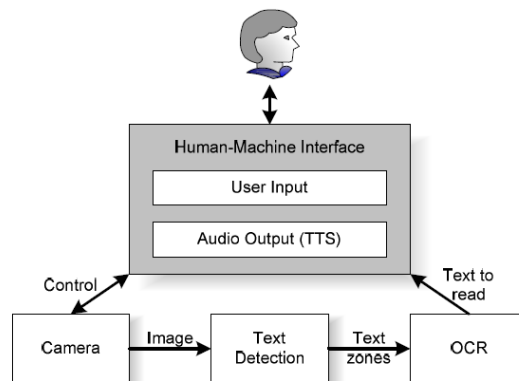 Human-Machine Interface
User Input
Audio Output (TTS)
Control
Text to
read
Camera
Image
Text
Detection
Text
zones
OCR